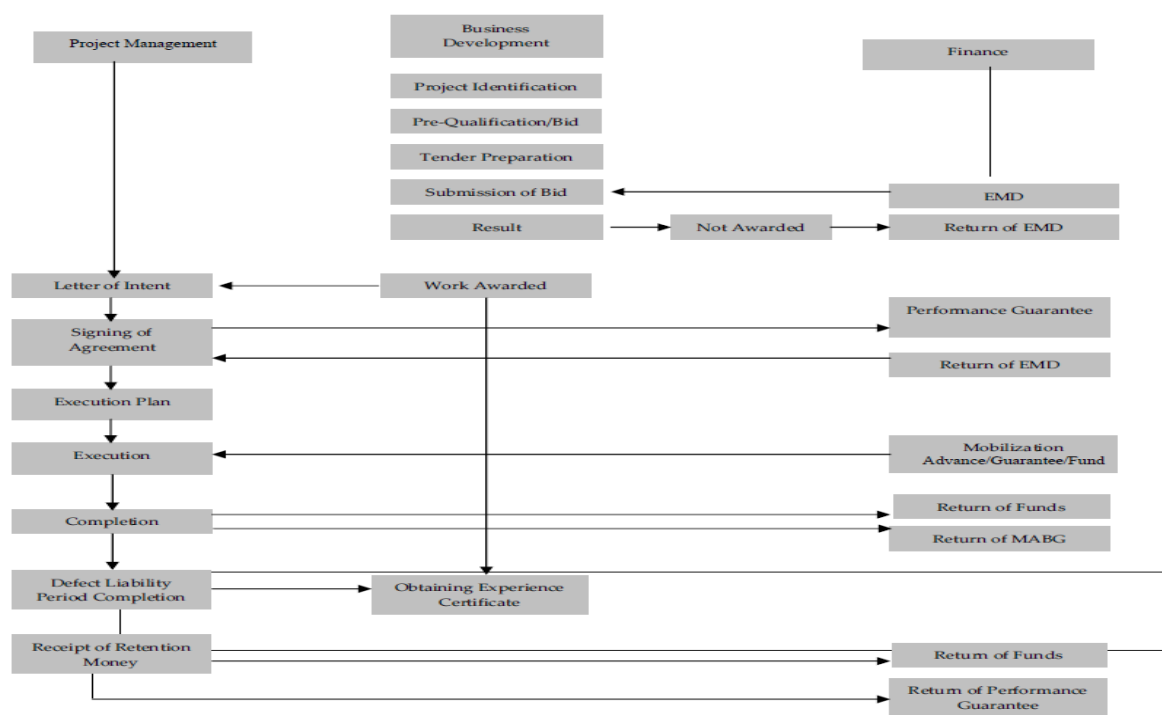 Project Management
Business
Development
Finance
Project Identification
Pre-Qualification/Bid
Tender Preparation
Submission of Bid
EMD
Result
Not Awarded
Return of EMD
Letter of Intent
Work Awarded
Signing of
Agreement
Performance Guarantee
Return of EMD
Execution Plan
Execution
Mobilization
Advance/Guarantee/Fund
Completion
Return of Funds
Return of MABG
Defect Liability
Period Completion
Obtaining Experience
Certificate
Receipt of Retention
Money
Return of Funds
Return of Performance
Guarantee